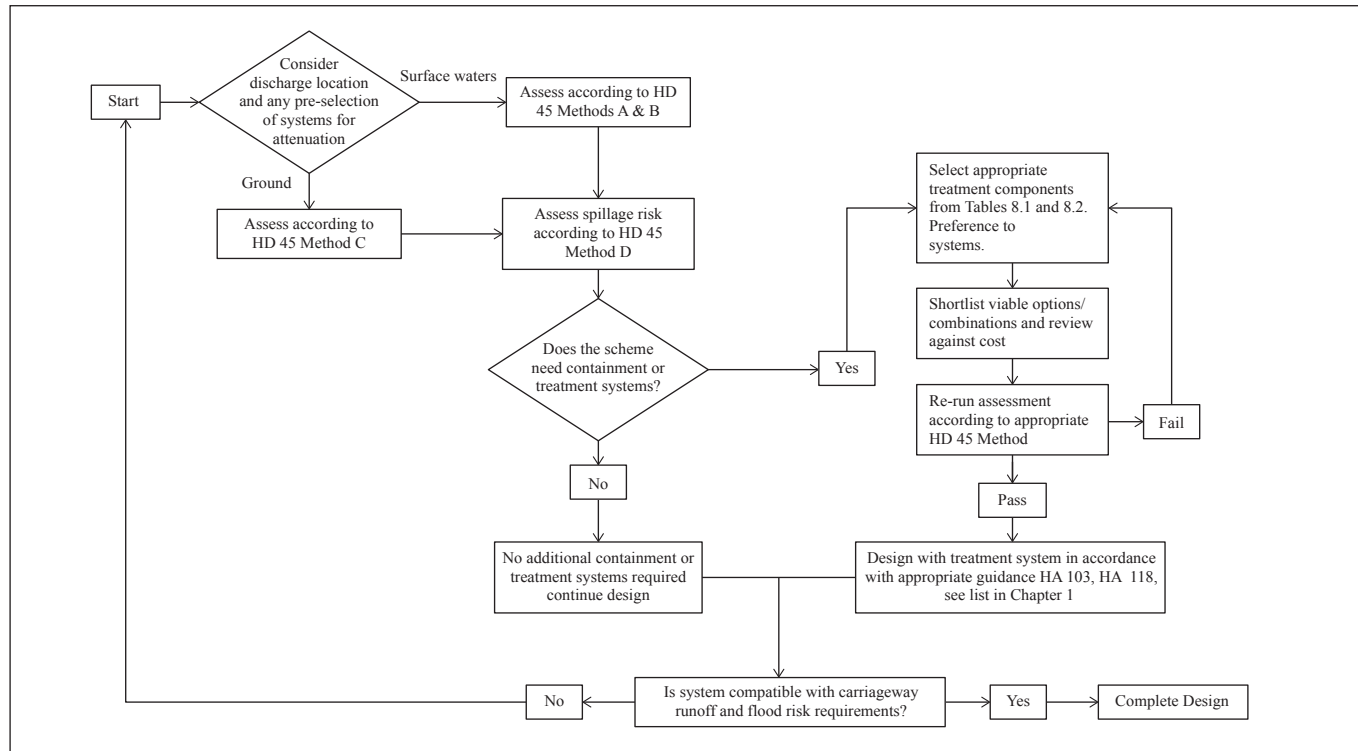 Start
Consider
discharge location
and any pre-selection
of systems for
attenuation
Surface waters
Assess according to HD
45 Methods A & B
Ground
Assess according to
HD 45 Method C
Assess spillage risk
according to HD 45
Method D
Does the scheme
need containment or
treatment systems?
Yes
Select appropriate
treatment components
from Tables 8.1 and 8.2.
Preference to
systems.
Shortlist viable options/
combinations and review
against cost
Re-run assessment
according to appropriate
HD 45 Method
Fail
Pass
No
No additional containment or
treatment systems required
continue design
Design with treatment system in accordance
with appropriate guidance HA 103, HA 118,
see list in Chapter 1
Is system compatible with carriageway
runoff and flood risk requirements?
No
Yes
Complete Design